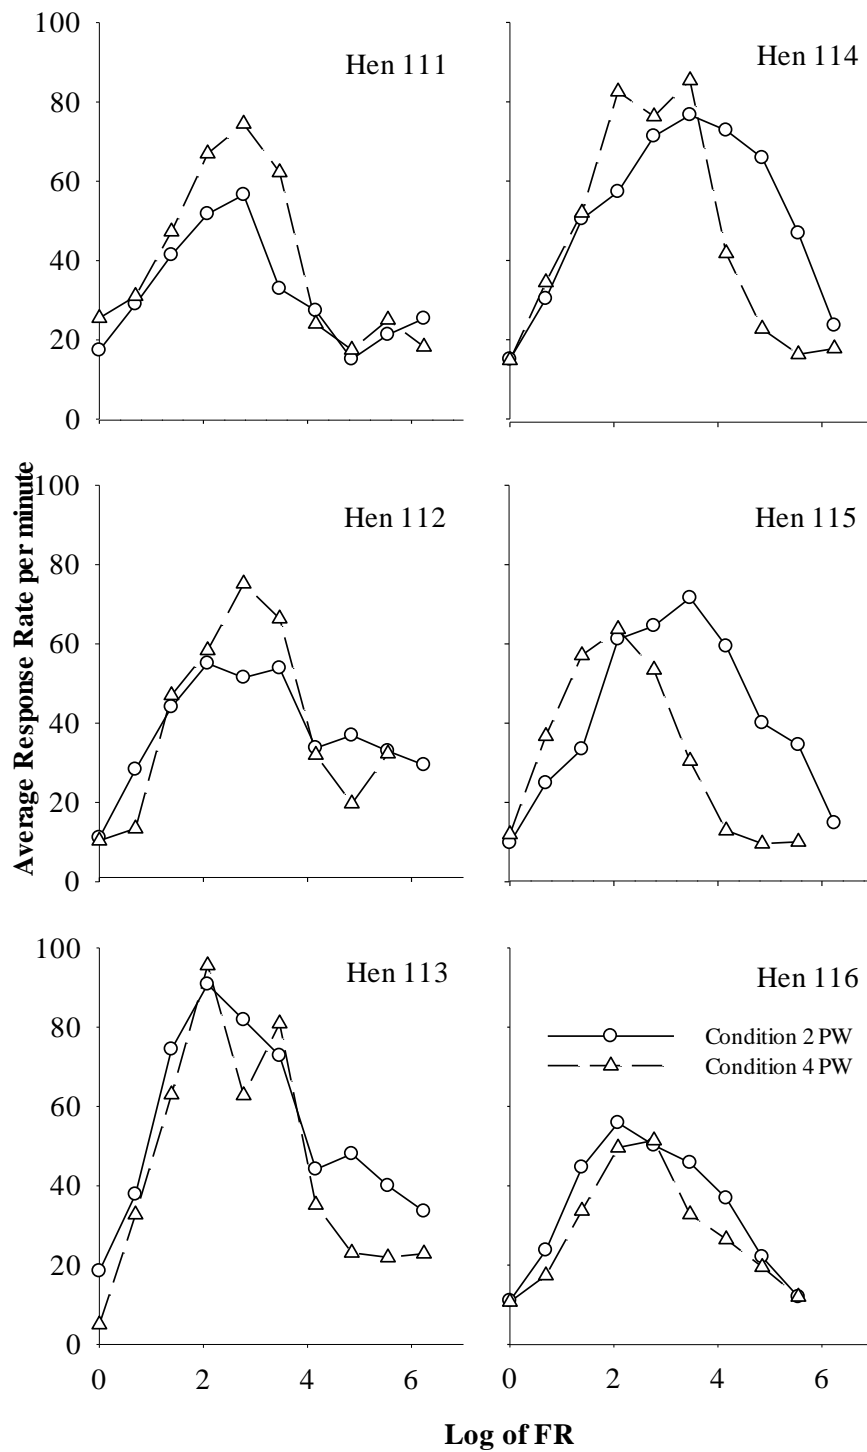 Average Response Rate per minute
100
80
60
40
20
0
Hen 111
Hen 114
100
80
60
40
20
0
Hen 112
Hen 115
100
80
60
40
20
0
Hen 113
Hen 116
Condition 2 PW
Condition 4 PW
0 2 4 6
0 2 4 6
Log of FR